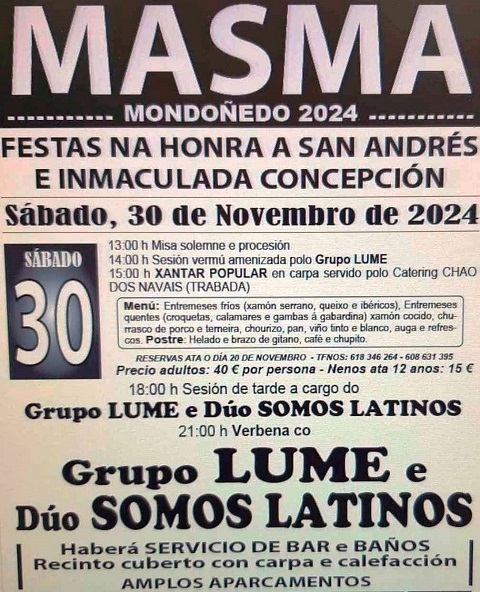 MASMA
----------- MONDOÑEDO 2024 -----------
FESTAS NA HONRA A SAN ANDRÉS
E INMACULADA CONCEPCIÓN
Sábado, 30 de Novembro de 2024
SÁBADO
30
13:00 h Misa solemne e procesión
14:00 h Sesión vermú amenizada polo Grupo LUME
15:00 h XANTAR POPULAR en carpa servido polo Catering CHAO
DOS NAVAIS (TRABADA)
Menú: Entremeses fríos (xamón serrano, queixo e ibéricos), Entremeses
quentes (croquetas, calamares e gambas á gabardina) xamón cocido, chu-
rrasco de porco e terneira, chourizo, pan, viño tinto e blanco, auga e refres-
cos. Postre: Helado e brazo de gitano, café e chupito.
RESERVAS ATA O DÍA 20 DE NOVEMBRO - TFNOS: 618 346 264 - 608 631 395
Precio adultos: 40 € por persona - Nenos ata 12 anos: 15 €
18:00 h Sesión de tarde a cargo do
Grupo LUME e Dúo SOMOS LATINOS
21:00 h Verbena co
Grupo LUME e
Dúo SOMOS LATINOS
Haberá SERVICIO DE BAR e BAÑOS
Recinto cuberto con carpa e calefacción
AMPLOS APARCAMENTOS